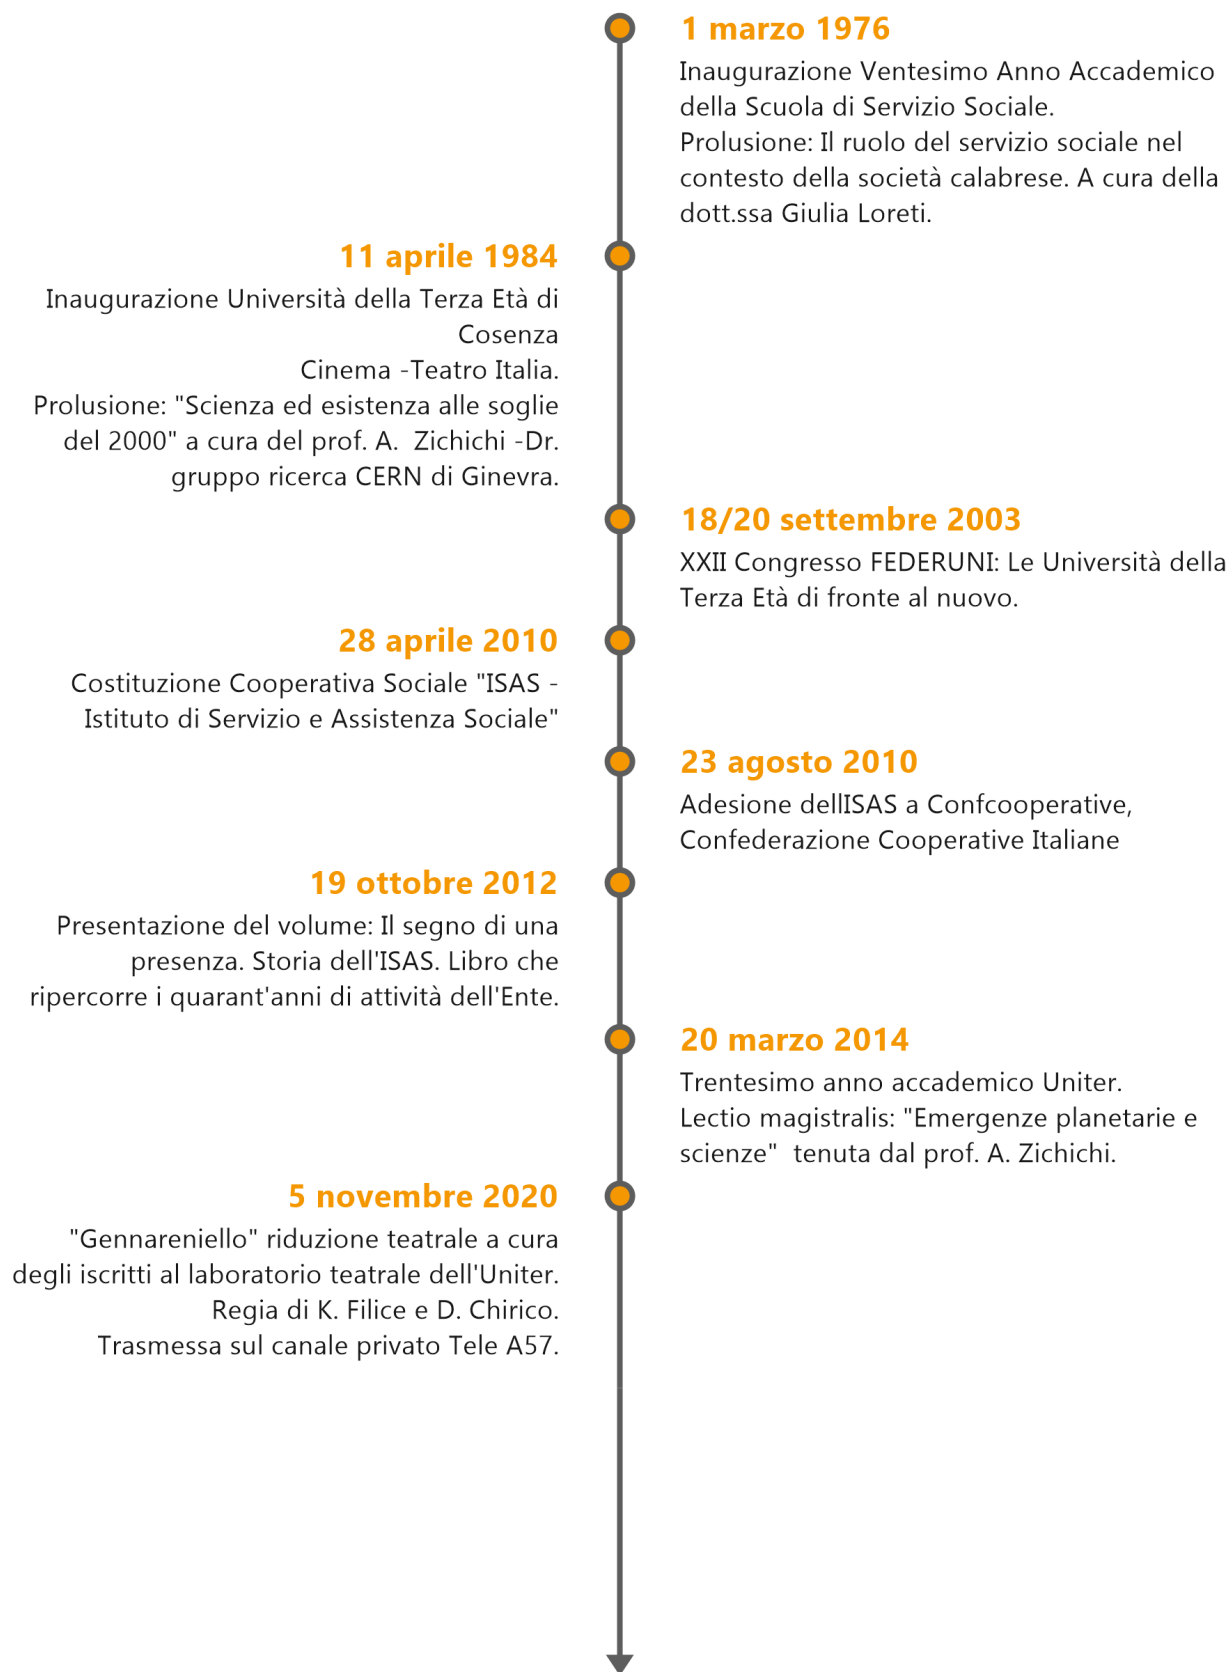 1 marzo 1976
Inaugurazione Ventesimo Anno Accademico
della Scuola di Servizio Sociale.
Prolusione: Il ruolo del servizio sociale nel
contesto della società calabrese. A cura della
dott.ssa Giulia Loreti.
11 aprile 1984
Inaugurazione Università della Terza Età di
Cosenza
Cinema -Teatro Italia.
Prolusione: "Scienza ed esistenza alle soglie
del 2000" a cura del prof. A.  Zichichi -Dr.
gruppo ricerca CERN di Ginevra.
18/20 settembre 2003
XXII Congresso FEDERUNI: Le Università della
Terza Età di fronte al nuovo.
28 aprile 2010
Costituzione Cooperativa Sociale "ISAS -
Istituto di Servizio e Assistenza Sociale"
23 agosto 2010
Adesione dellISAS a Confcooperative,
Confederazione Cooperative Italiane
19 ottobre 2012
Presentazione del volume: Il segno di una
presenza. Storia dell'ISAS. Libro che
ripercorre i quarant'anni di attività dell'Ente.
20 marzo 2014
Trentesimo anno accademico Uniter.
Lectio magistralis: "Emergenze planetarie e
scienze"  tenuta dal prof. A. Zichichi.
5 novembre 2020
"Gennareniello" riduzione teatrale a cura
degli iscritti al laboratorio teatrale dell'Uniter.
Regia di K. Filice e D. Chirico.
Trasmessa sul canale privato Tele A57.